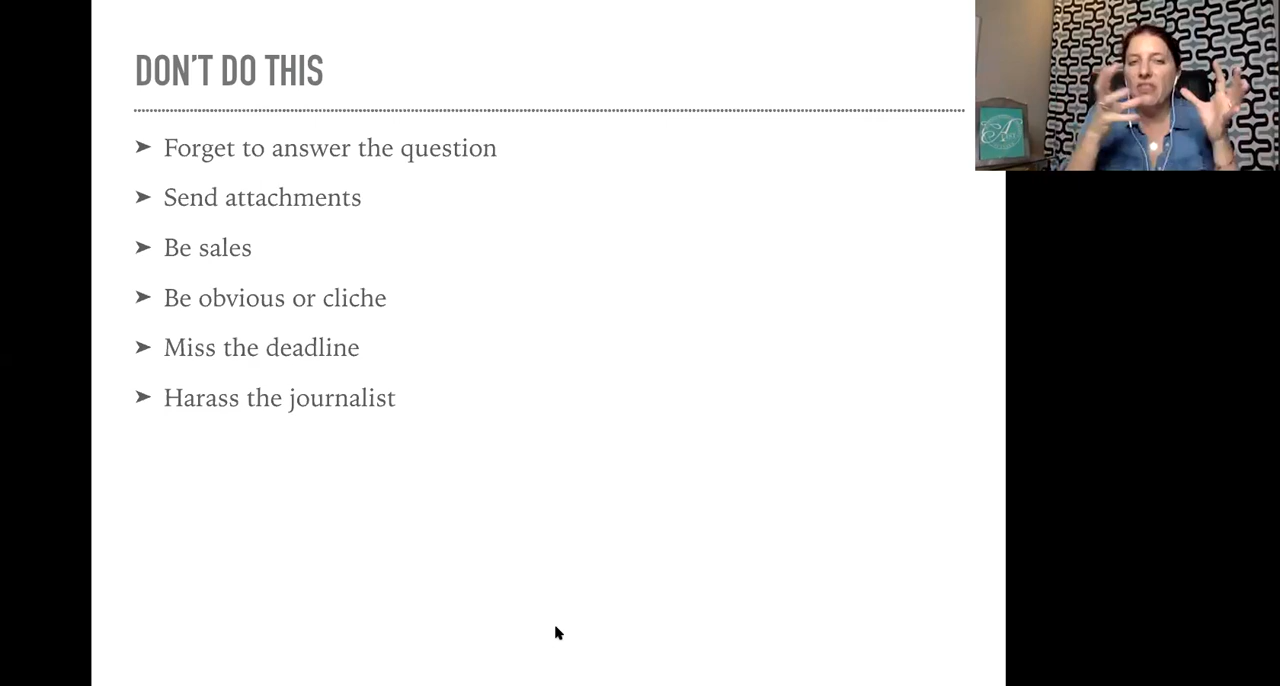 DON'T DO THIS
➤ Forget to answer the question
➤ Send attachments
➤ Be sales
➤ Be obvious or cliche
➤ Miss the deadline
➤ Harass the journalist